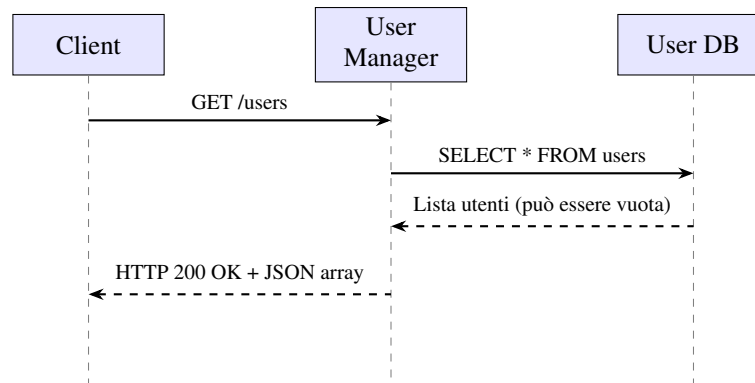 Client
User
Manager
User DB
GET /users
SELECT * FROM users
Lista utenti (può essere vuota)
HTTP 200 OK + JSON array